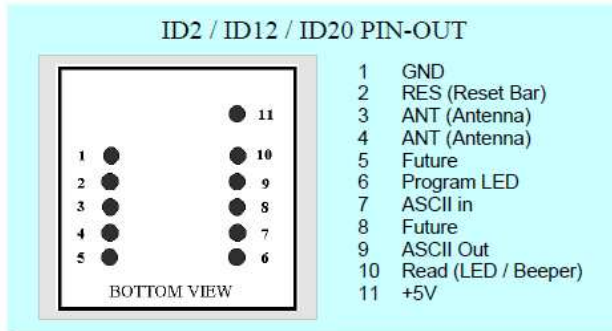 ID2 / ID12 / ID20 PIN-OUT
11
1 10
2 9
3 8
4 7
5 6
BOTTOM VIEW
1 GND
2 RES (Reset Bar)
3 ANT (Antenna)
4 ANT (Antenna)
5 Future
6 Program LED
7 ASCII in
8 Future
9 ASCII Out
10 Read (LED / Beeper)
11 +5V